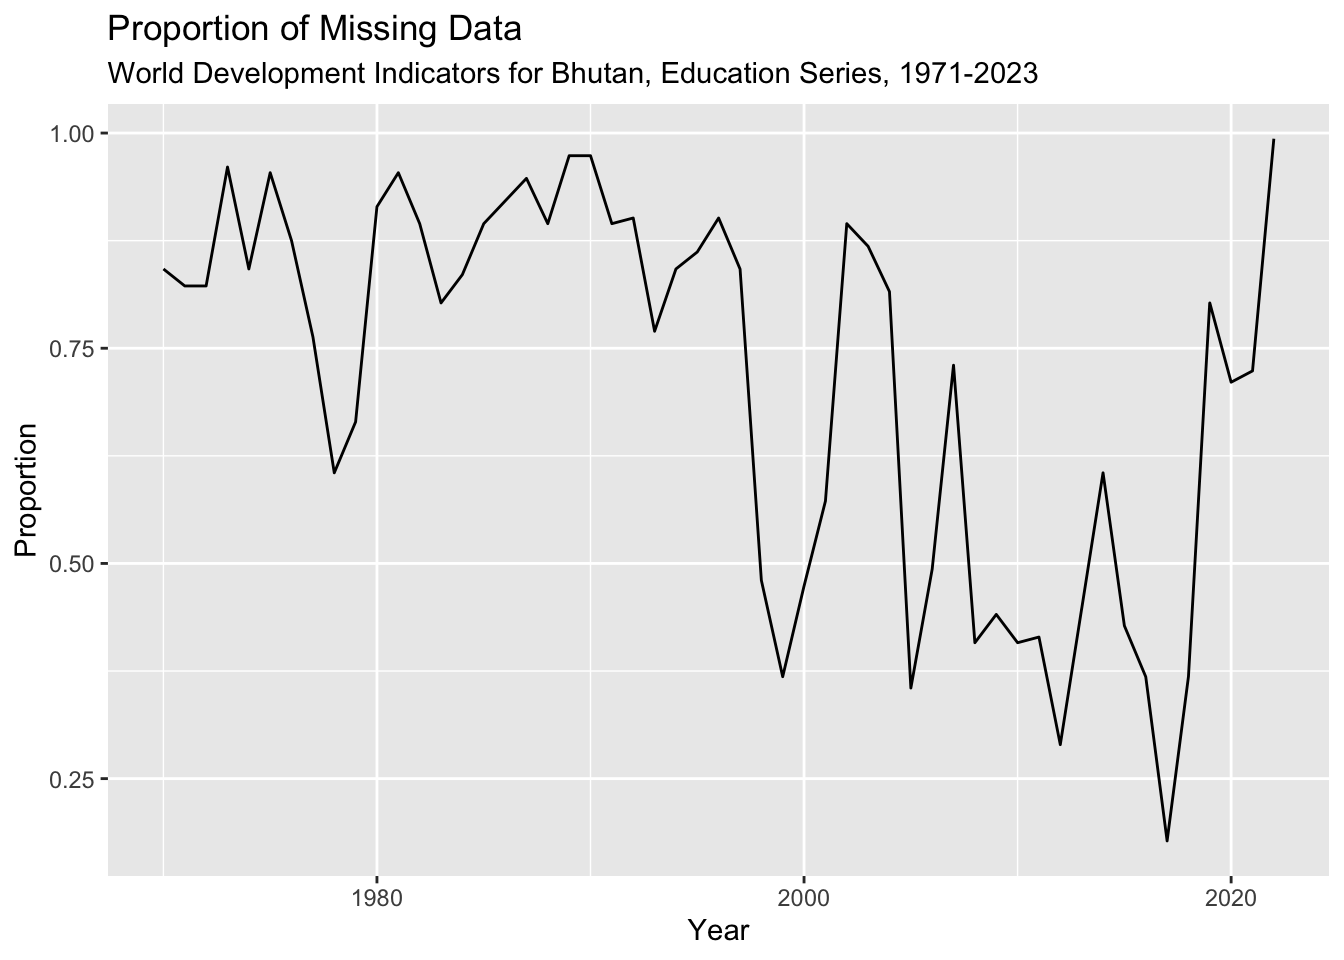 Proportion of Missing Data
World Development Indicators for Bhutan, Education Series, 1971-2023
1.00
0.75
0.50
0.25
Proportion
1980
2000
2020
Year